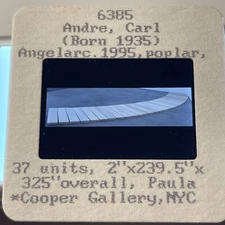 6385
Andre, Carl
(Born 1935)
Angelarc.1995,poplar,
37 units, 2"x239.5"x
325"overall, Paula
*Cooper Gallery,NYC